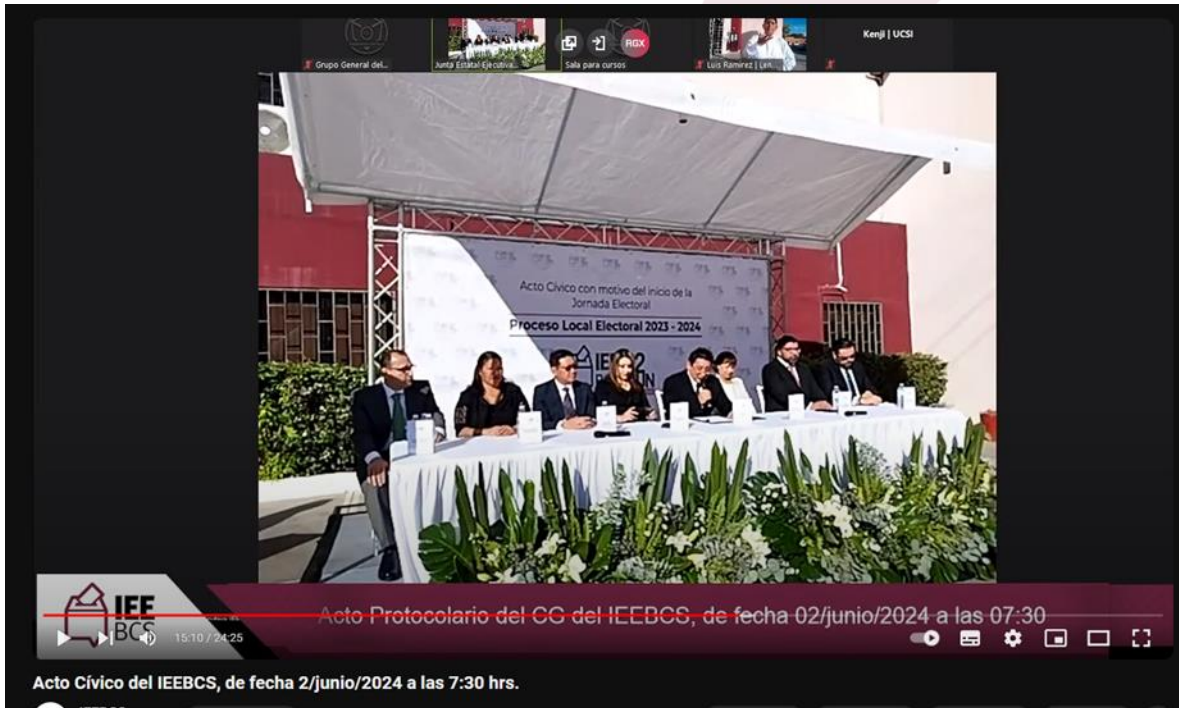 Kenji | UCSI
Grupo General del...
Junta Estatal Ejecutiva...
Sala para cursos
RGX
Luis Ramirez | Len...
Acto Cívico con motivo del inicio de la
Jornada Electoral
Proceso Local Electoral 2023 - 2024
IEE
BCS
Acto Protocolario del CG del IEEBCS, de fecha 02/junio/2024 a las 07:30
15:10 / 24:25
Acto Cívico del IEEBCS, de fecha 2/junio/2024 a las 7:30 hrs.